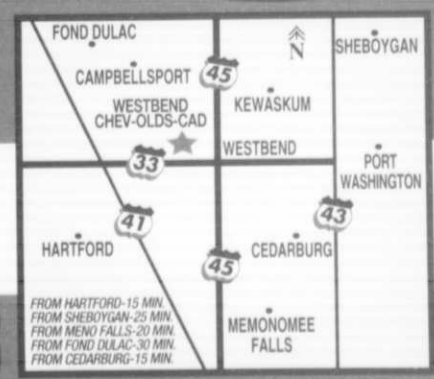 FOND DULAC
SHEBOYGAN
N
CAMPBELLSPORT
45
WESTBEND
CHEV-OLDS-CAD
KEWASKUM
WESTBEND
33
PORT
WASHINGTON
41
43
HARTFORD
45
CEDARBURG
FROM HARTFORD-15 MIN.
FROM SHEBOYGAN-25 MIN.
FROM MENO FALLS-20 MIN.
FROM FOND DULAC-30 MIN.
FROM CEDARBURG-15 MIN.
MEMONOMEE
FALLS